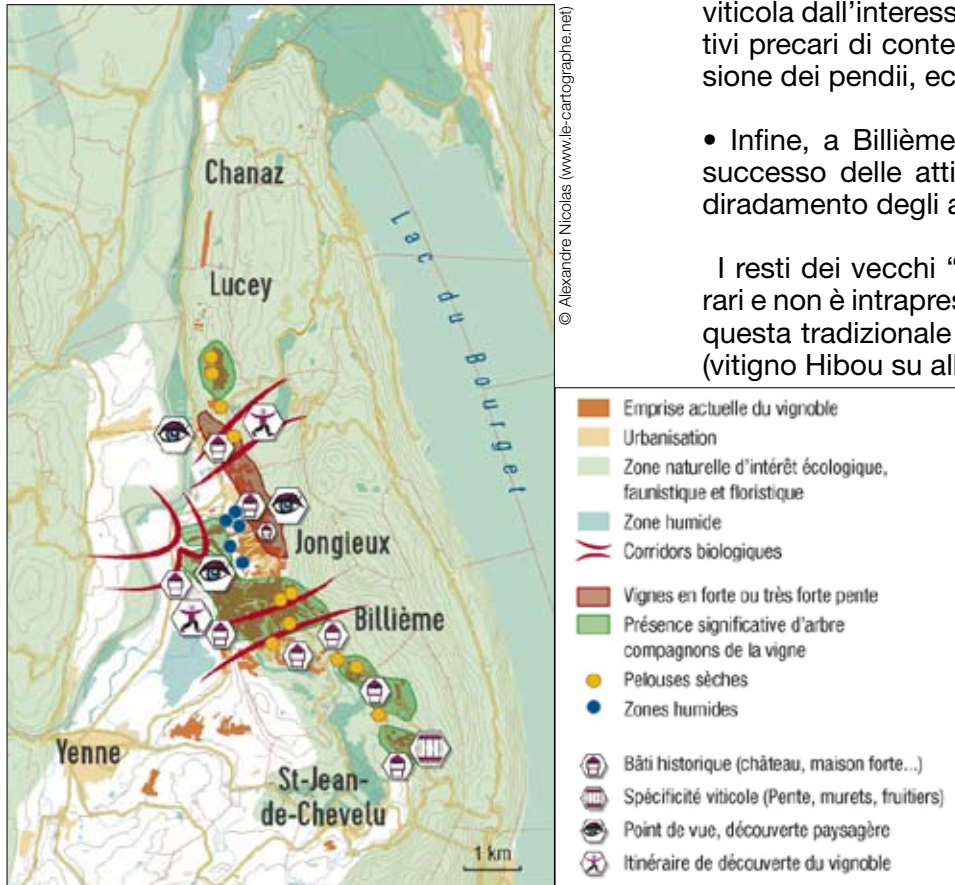 Chanaz
Lucey
Lac du Bourget
Jongieux
Billième
Yenne
St-Jean-
de-Chevelu
1 km
© Alexandre Nicolas (www.le-cartographe.net)
viticola dall’interess
tivi precari di conte
sione dei pendii, ec
• Infine, a Billième
successo delle atti
diradamento degli a
I resti dei vecchi “
rari e non è intrapres
questa tradizionale
(vitigno Hibou su all
Emprise actuelle du vignoble
Urbanisation
Zone naturelle d’intérêt écologique,
faunistique et floristique
Zone humide
Corridors biologiques
Vignes en forte ou très forte pente
Présence significative d’arbre
compagnons de la vigne
Pelouses sèches
Zones humides
Bâti historique (château, maison forte...)
Spécificité viticole (Pente, murets, fruitiers)
Point de vue, découverte paysagère
Itinéraire de découverte du vignoble